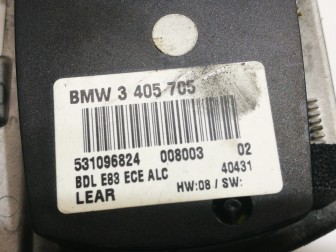 BMW 3 405 705
531096824 008003 02
BDL E83 ECE ALC 40431
LEAR HW:08 / SW: